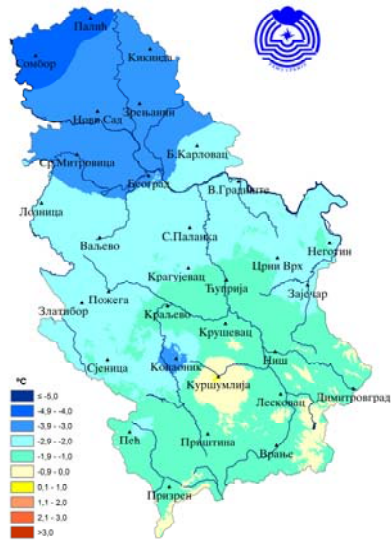 Палић
Сомбор
Кикинда
Зрењанин
Нови Сад
Б.Карловац
Ср.Митровица
Београд
В.Градиште
Лозница
Ваљево
С.Паланка
Неготин
Црни Врх
Крагујевац
Ћуприја
Зајечар
Пожега
Златибор
Краљево
Крушевац
Ниш
Сјеница
Копаоник
Куршумлија
Димитровград
Лесковац
Пећ
Приштина
Врање
Призрен
°C
≤ -5,0
-4,9 - -4,0
-3,9 - -3,0
-2,9 - -2,0
-1,9 - -1,0
-0,9 - 0,0
0,1 - 1,0
1,1 - 2,0
2,1 - 3,0
>3,0